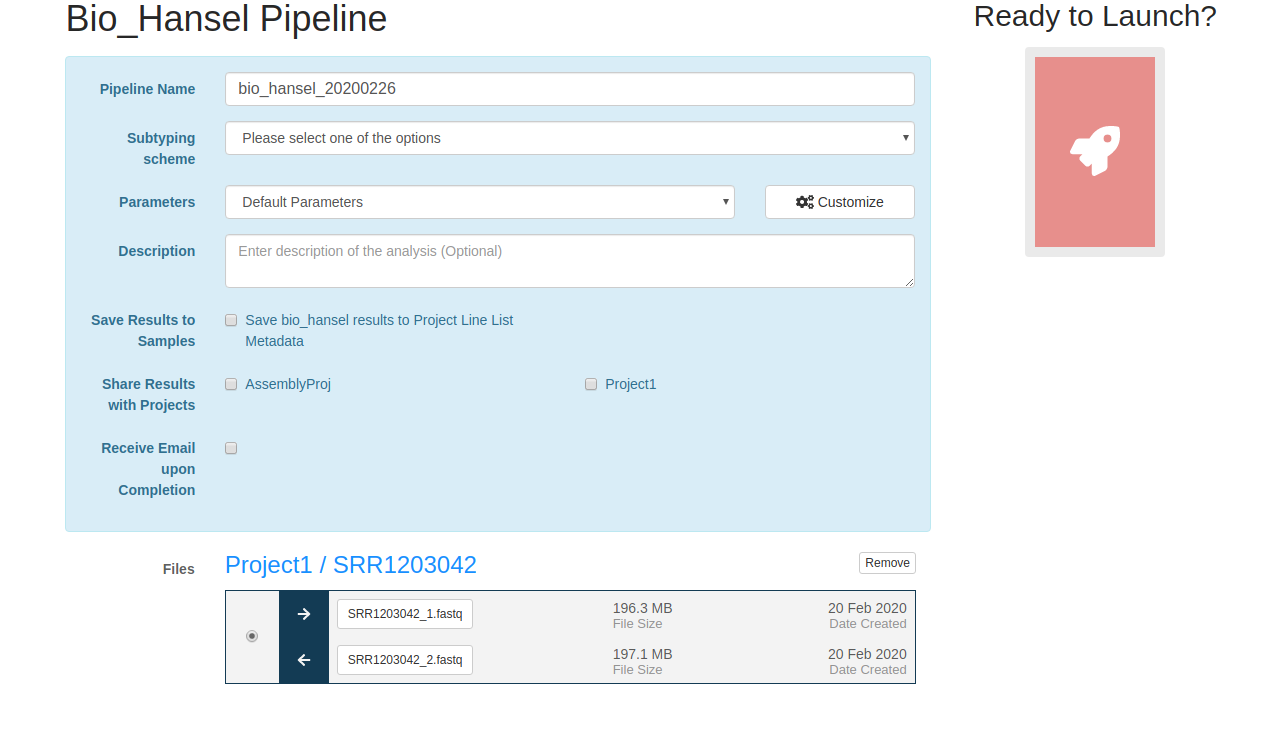 Bio_Hansel Pipeline
Ready to Launch?
Pipeline Name
bio_hansel_20200226
Subtyping
scheme
Please select one of the options
Parameters
Default Parameters
Customize
Description
Enter description of the analysis (Optional)
Save Results to
Samples
Save bio_hansel results to Project Line List
Metadata
Share Results
with Projects
AssemblyProj
Project1
Receive Email
upon
Completion
Files
Project1 / SRR1203042
Remove
SRR1203042_1.fastq
196.3 MB
File Size
20 Feb 2020
Date Created
SRR1203042_2.fastq
197.1 MB
File Size
20 Feb 2020
Date Created